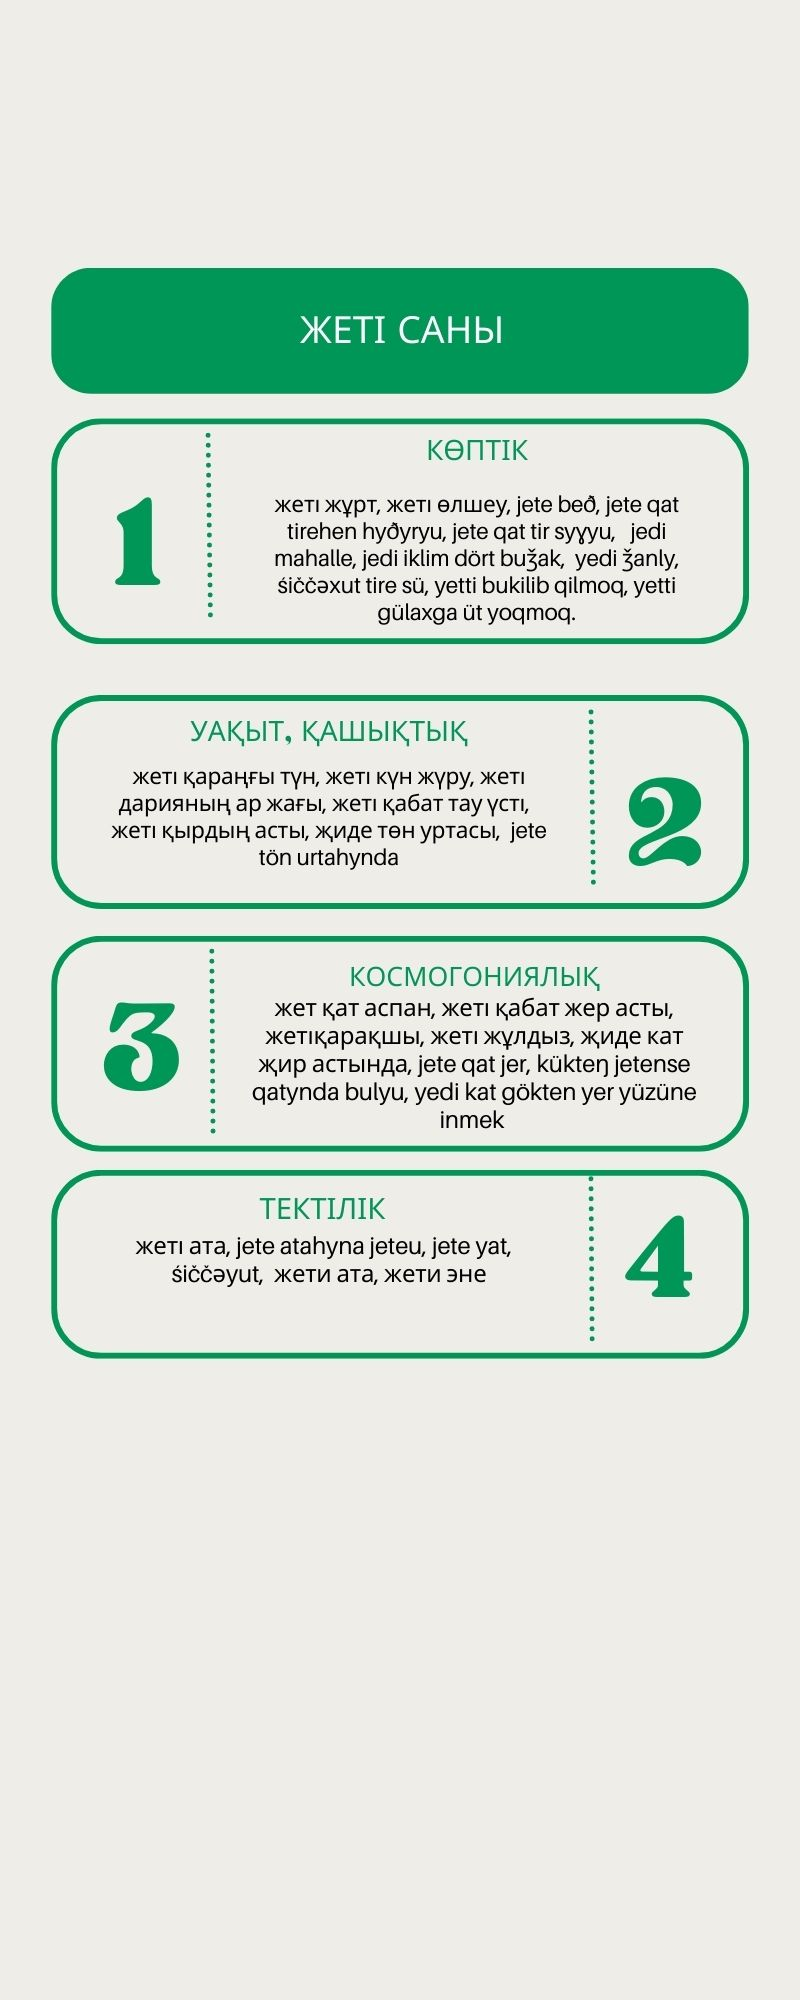 ЖЕТІ САНЫ
1
КӨПТІК
жеті жұрт, жеті өлшеу, jete beð, jete qat
tirehen hyðyryu, jete qat tir syɣyu, jedi
mahalle, jedi iklim dört buǯak, yedi ǯanly,
śiččəxut tire sü, yetti bukilib qilmoq, yetti
gülaxga üt yoqmoq.
УАҚЫТ, ҚАШЫҚТЫҚ
жеті қараңғы түн, жеті күн жүру, жеті
дарияның ар жағы, жеті қабат тау үсті,
жеті қырдың асты, җиде төн уртасы, jete
tön urtahynda
2
3
КОСМОГОНИЯЛЫҚ
жет қат аспан, жеті қабат жер асты,
жетіқарақшы, жеті жұлдыз, җиде кат
җир астында, jete qat jer, kükteŋ jetense
qatynda bulyu, yedi kat gökten yer yüzüne
inmek
ТЕКТІЛІК
жеті ата, jete atahyna jeteu, jete yat,
śiččəyut, жети ата, жети эне
4